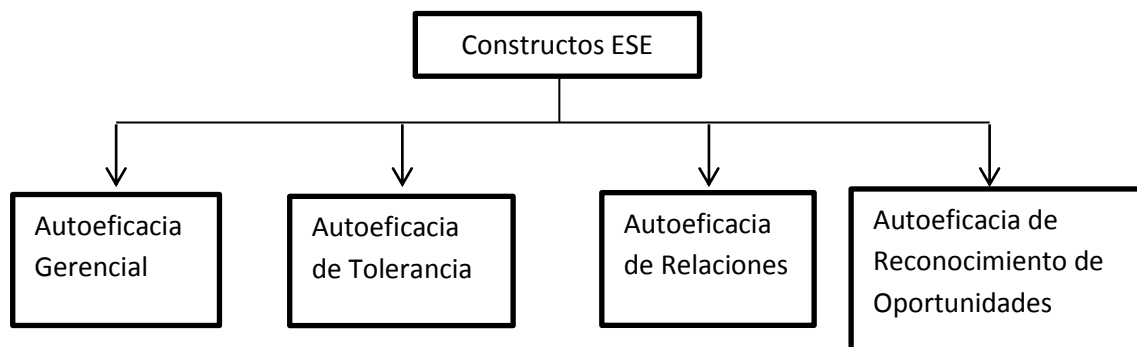 Constructos ESE
Autoeficacia
Gerencial
Autoeficacia
de Tolerancia
Autoeficacia
de Relaciones
Autoeficacia de
Reconocimiento de
Oportunidades